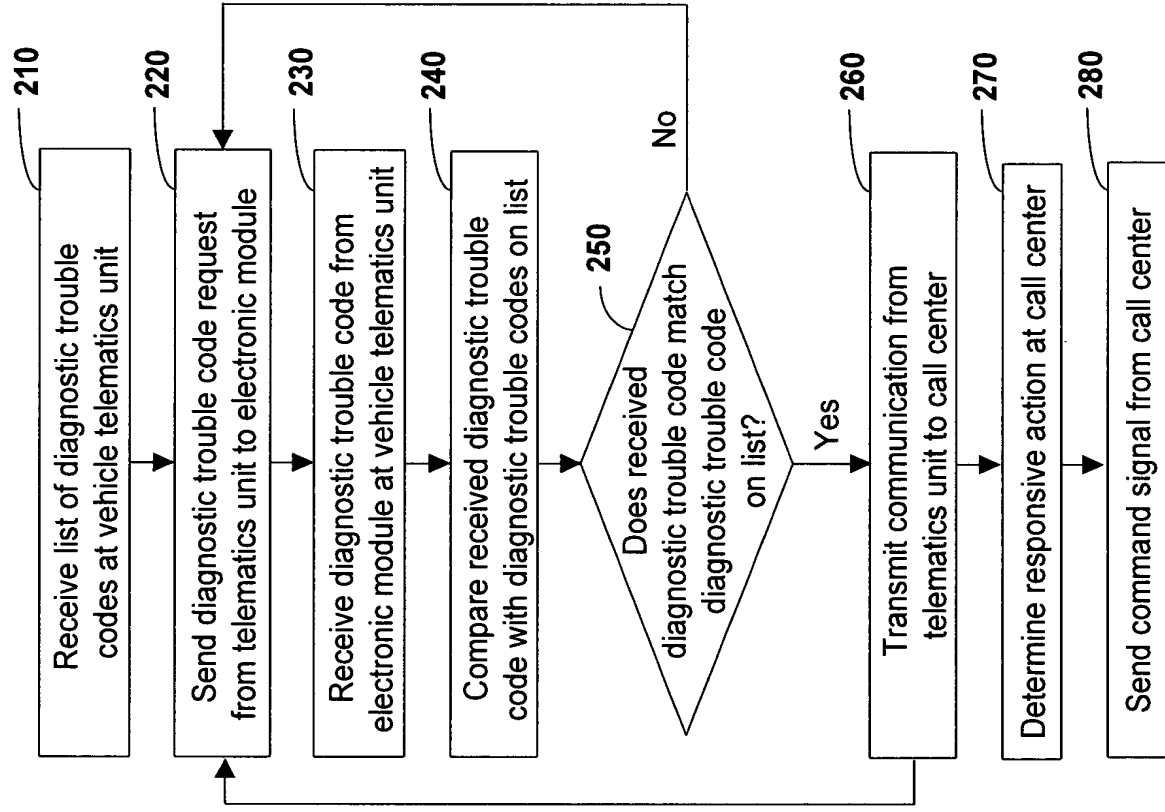 210
Receive list of diagnostic trouble
codes at vehicle telematics unit
220
Send diagnostic trouble code request
from telematics unit to electronic module
230
Receive diagnostic trouble code from
electronic module at vehicle telematics unit
240
Compare received diagnostic trouble
code with diagnostic trouble codes on list
250
Does received
diagnostic trouble code match
diagnostic trouble code
on list?
No
Yes
260
Transmit communication from
telematics unit to call center
270
Determine responsive action at call center
280
Send command signal from call center